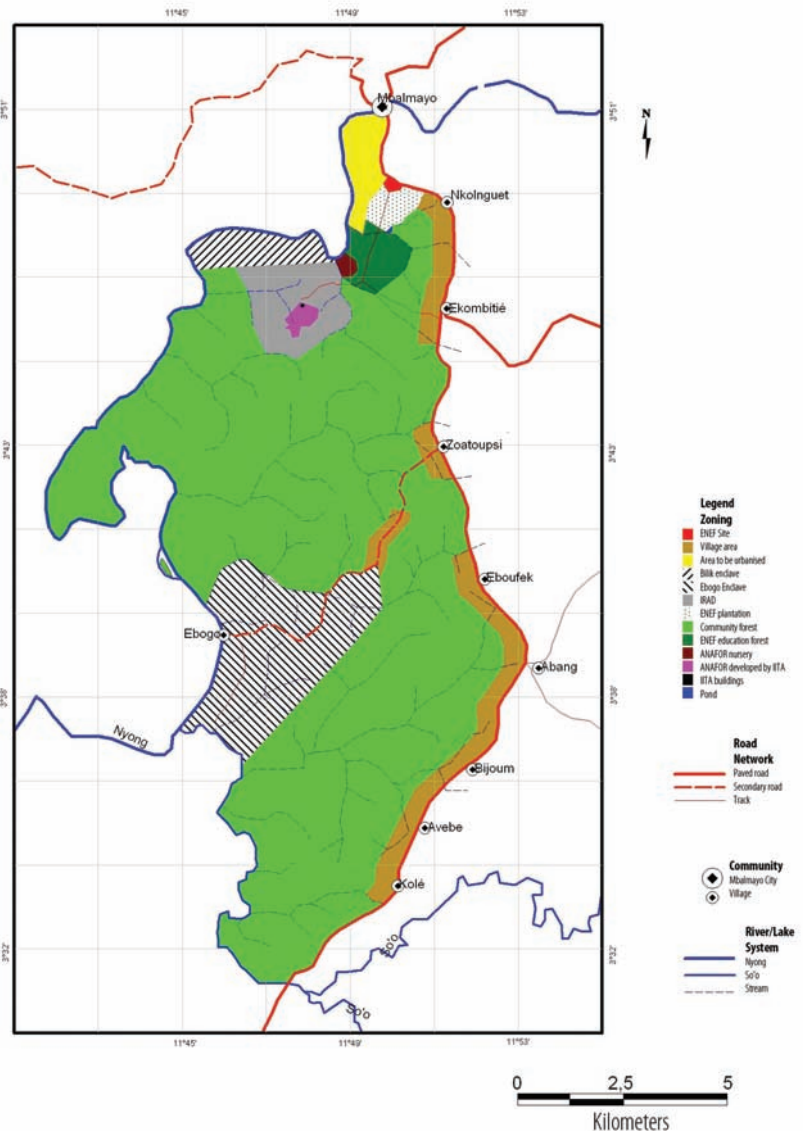 11°45'
11°49'
11°53'
3°51'
Mbalmayo
3°51'
N
Nkolnguet
Ekombitié
3°43'
Zoatoupsi
3°43'
Eboufek
Ebogo
Abang
Nyong
Bijoum
Avebe
Kolé
3°32'
So'o
3°32'
So'o
11°45'
11°49'
11°53'
Legend
Zoning
ENEF Site
Village area
Area to be urbanised
Bilik enclave
Ebogo Enclave
IRAD
ENEF plantation
Community forest
ENEF education forest
ANAFOR nursery
ANAFOR developed by IITA
IITA buildings
Pond
Road
Network
Paved road
Secondary road
Track
Community
Mbalmayo City
Village
River/Lake
System
Nyong
So'o
Stream
0 2,5 5
Kilometers